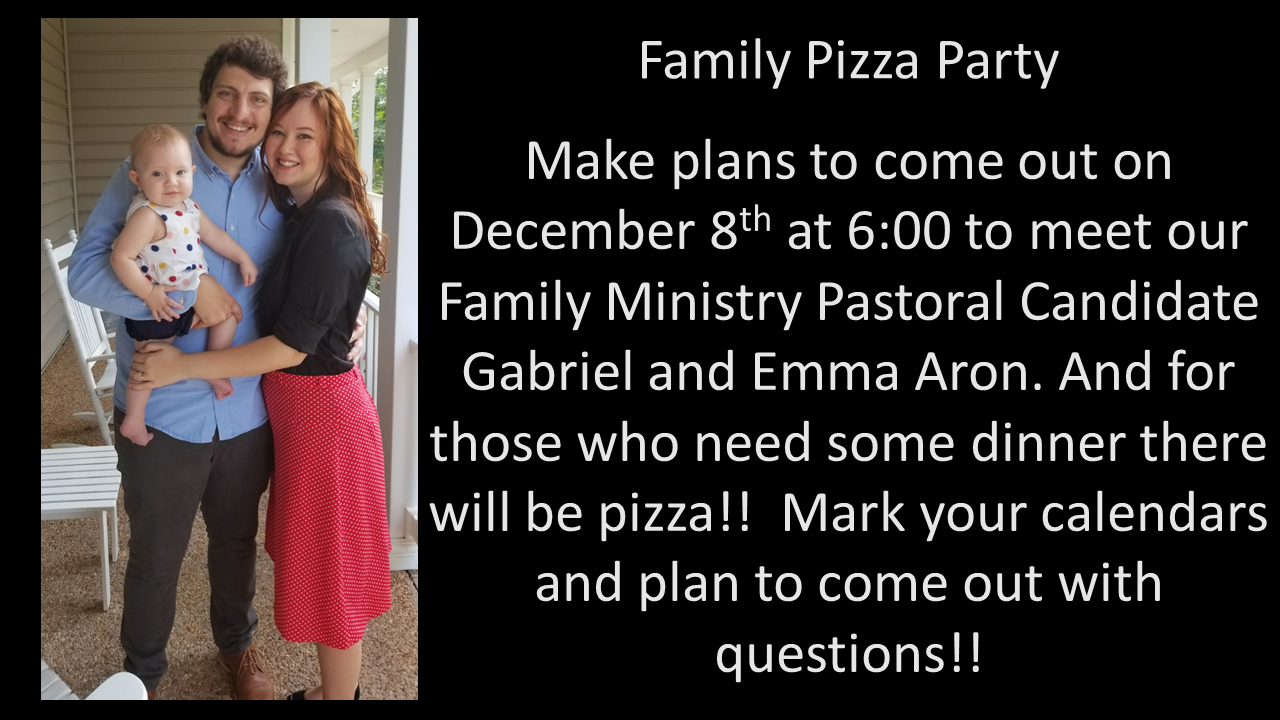 Family Pizza Party
Make plans to come out on
December 8th at 6:00 to meet our
Family Ministry Pastoral Candidate
Gabriel and Emma Aron. And for
those who need some dinner there
will be pizza!!  Mark your calendars
and plan to come out with
questions!!